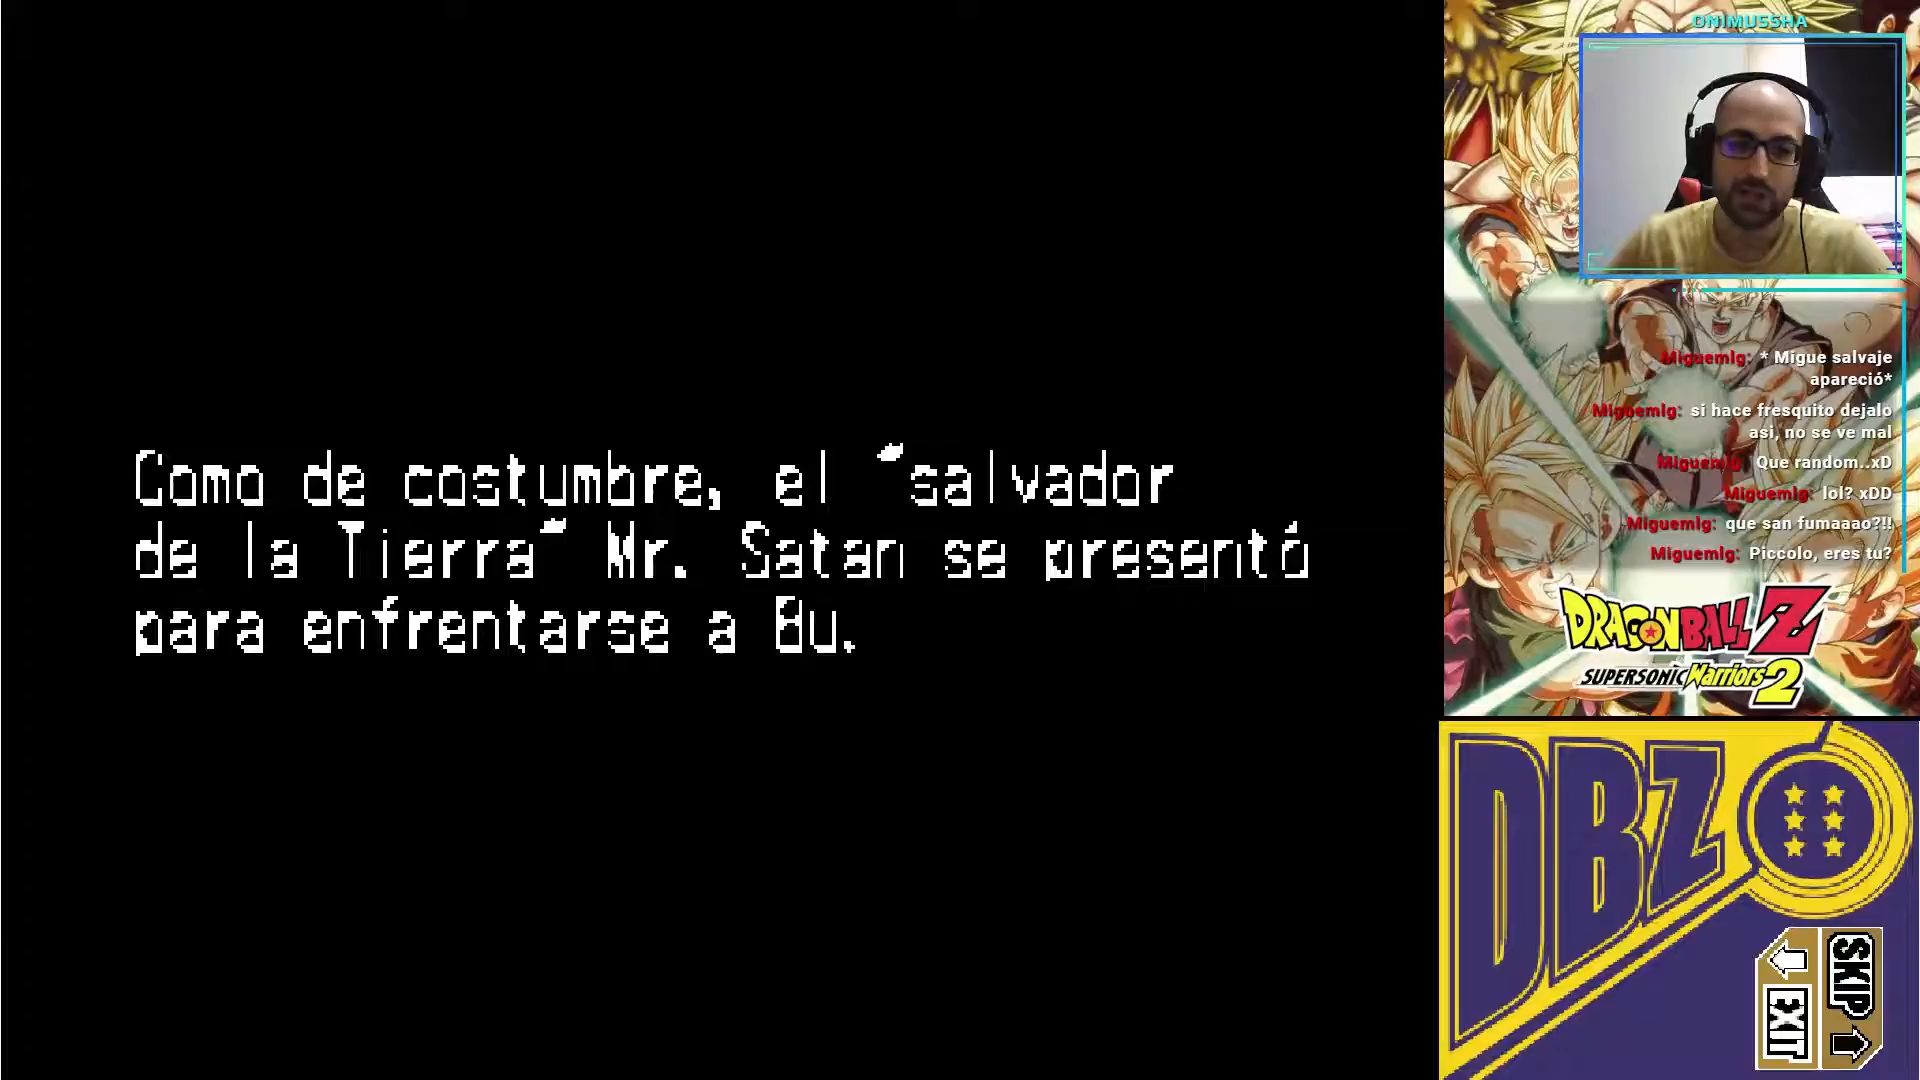 Como de costumbre, el "salvador
de la Tierra" Mr. Satan se presentó
para enfrentarse a Bu.
ONIMUSSHA
Miguemlg: * Migue salvaje
apareció*
Miguemlg: si hace fresquito dejalo
asi, no se ve mal
Miguemlg: Que random..xD
Miguemlg: lol? xDD
Miguemlg: que san fumaaao?!!
Miguemlg: Piccolo, eres tu?
DRAGONBALL Z
SUPERSONIC Warriors 2
DBZ
SKIP
EXIT